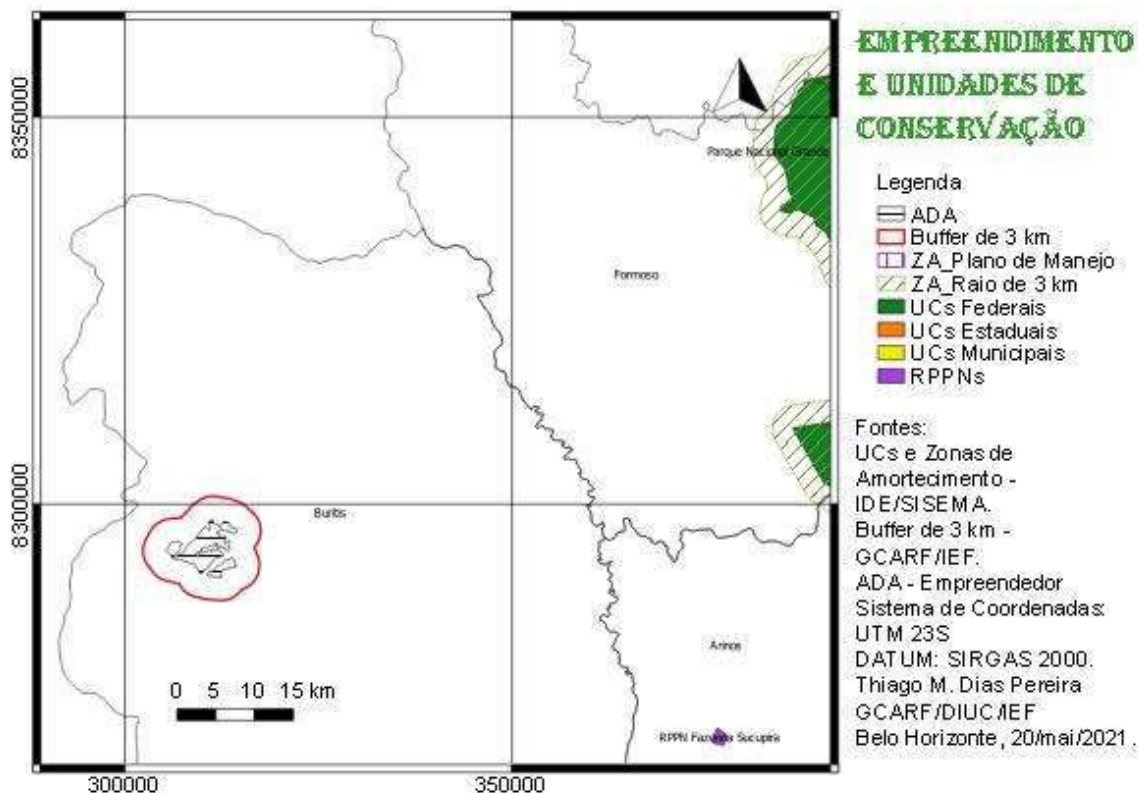 EMPREENDIMENTO
E UNIDADES DE
CONSERVAÇÃO
Legenda
ADA
Buffer de 3 km
ZA_Plano de Manejo
ZA_Raio de 3 km
UCs Federais
UCs Estaduais
UCs Municipais
RPPNs
Fontes:
UCs e Zonas de
Amortecimento -
IDE/SISEMA.
Buffer de 3 km -
GCARF/IEF.
ADA - Empreendedor
Sistema de Coordenadas:
UTM 23S
DATUM: SIRGAS 2000.
Thiago M. Dias Pereira
GCARF/DIUC/IEF
Belo Horizonte, 20/mai/2021.
8350000
8300000
300000
350000
Parque Nacional Grande
Formoso
Buritis
Arinos
RPPN Fazenda Sucupira
0 5 10 15 km